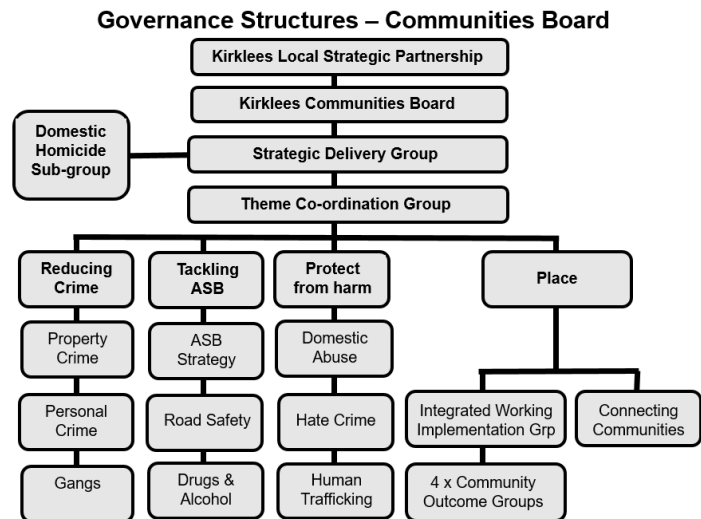 Governance Structures – Communities Board
Kirklees Local Strategic Partnership
Kirklees Communities Board
Domestic
Homicide
Sub-group
Strategic Delivery Group
Theme Co-ordination Group
Reducing
Crime
Tackling
ASB
Protect
from harm
Place
Property
Crime
ASB
Strategy
Domestic
Abuse
Personal
Crime
Road Safety
Hate Crime
Integrated Working
Implementation Grp
Connecting
Communities
Gangs
Drugs &
Alcohol
Human
Trafficking
4 x Community
Outcome Groups